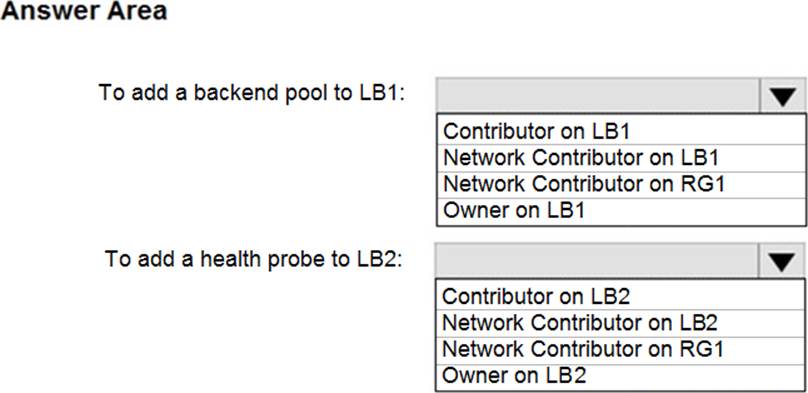 Answer Area
To add a backend pool to LB1:
Contributor on LB1
Network Contributor on LB1
Network Contributor on RG1
Owner on LB1
To add a health probe to LB2:
Contributor on LB2
Network Contributor on LB2
Network Contributor on RG1
Owner on LB2